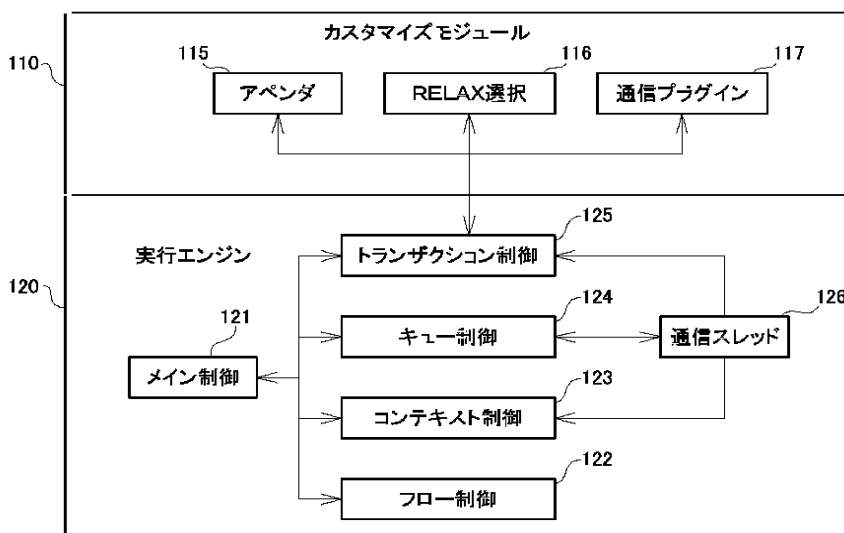 カスタマイズモジュール
110
115
116
117
アペンダ
RELAX選択
通信プラグイン
125
実行エンジン
トランザクション制御
120
124
126
121
キュー制御
通信スレッド
メイン制御
123
コンテキスト制御
122
フロー制御